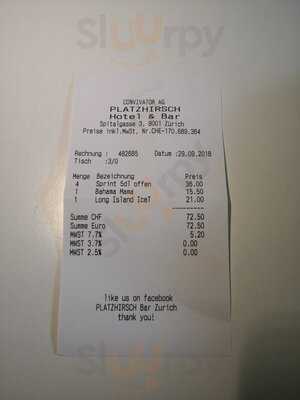 Sluurpy
CONVIVATOR AG
PLATZHIRSCH
Hotel & Bar
Spitalgasse 3, 8001 Zürich
Preise inkl.MwSt. Nr.CHE-170.689.364
Rechnung : 482685 Datum :29.09.2018
Tisch :3/0
Menge Bezeichnung Preis
4 Sprint 5dl offen 36.00
1 Bahama Mama 15.50
1 Long Island IceT 21.00
Summe CHF 72.50
Summe Euro 72.50
MWST 7.7% 5.20
MWST 3.7% 0.00
MWST 2.5% 0.00
like us on facebook
PLATZHIRSCH Bar Zurich
thank you!
Sluurpy